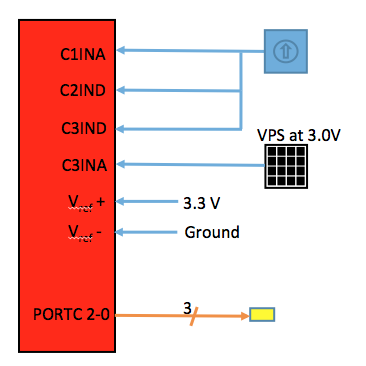 C1INA
C2IND
C3IND
VPS at 3.0V
C3INA
Vref +
3.3 V
Vref -
Ground
PORTC 2-0
3